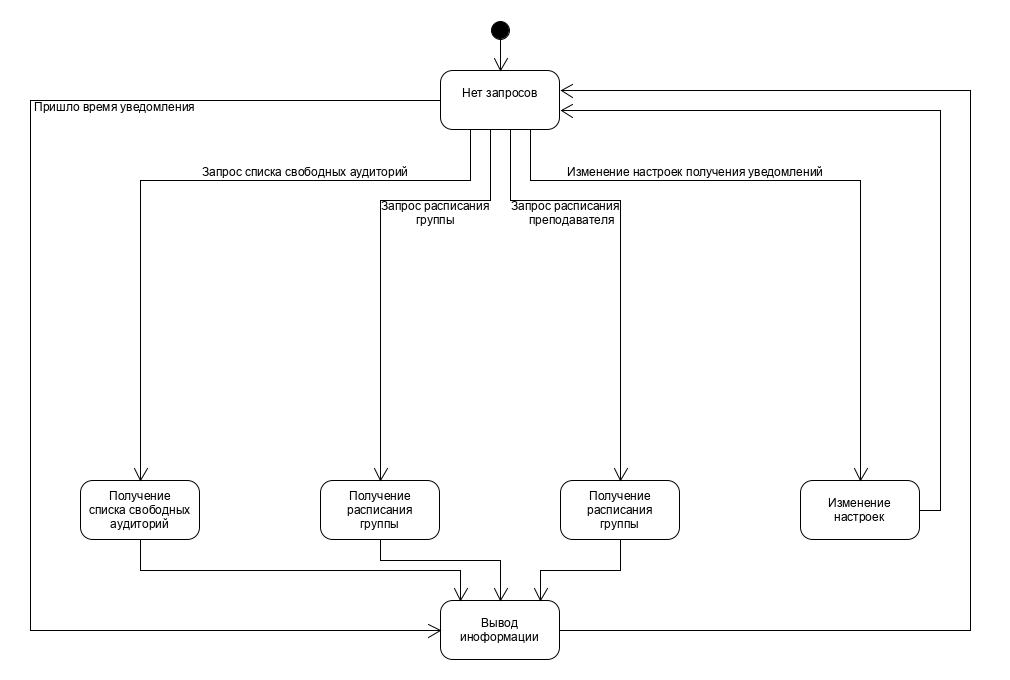 Нет запросов
Пришло время уведомления
Запрос списка свободных аудиторий
Изменение настроек получения уведомлений
Запрос расписания
группы
Запрос расписания
преподавателя
Получение
списка свободных
аудиторий
Получение
расписания
группы
Получение
расписания
группы
Изменение
настроек
Вывод
иноформации